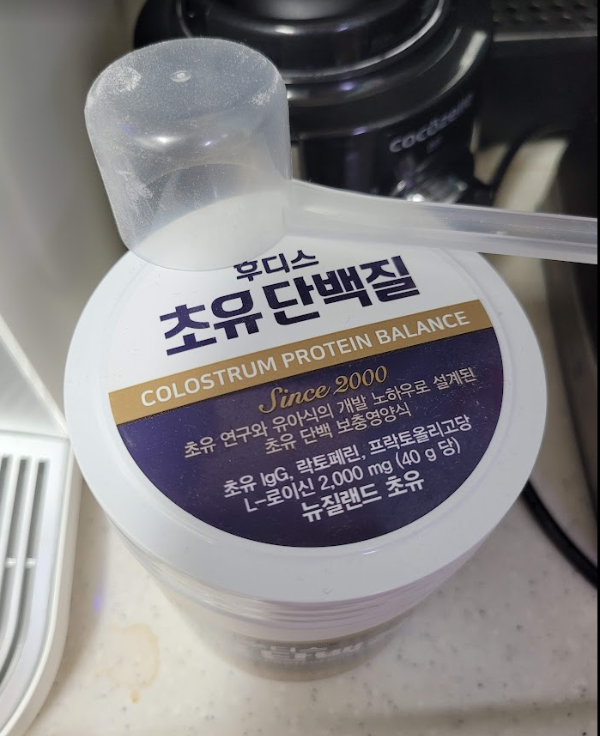 cocözelle
후디스
초유단백질
COLOSTRUM PROTEIN BALANCE
Since 2000
초유 연구와 유아식의 개발 노하우로 설계된
초유 단백 보충영양식
초유 IgG, 락토페린, 프락토올리고당
L-로이신 2,000 mg (40 g 당)
뉴질랜드 초유